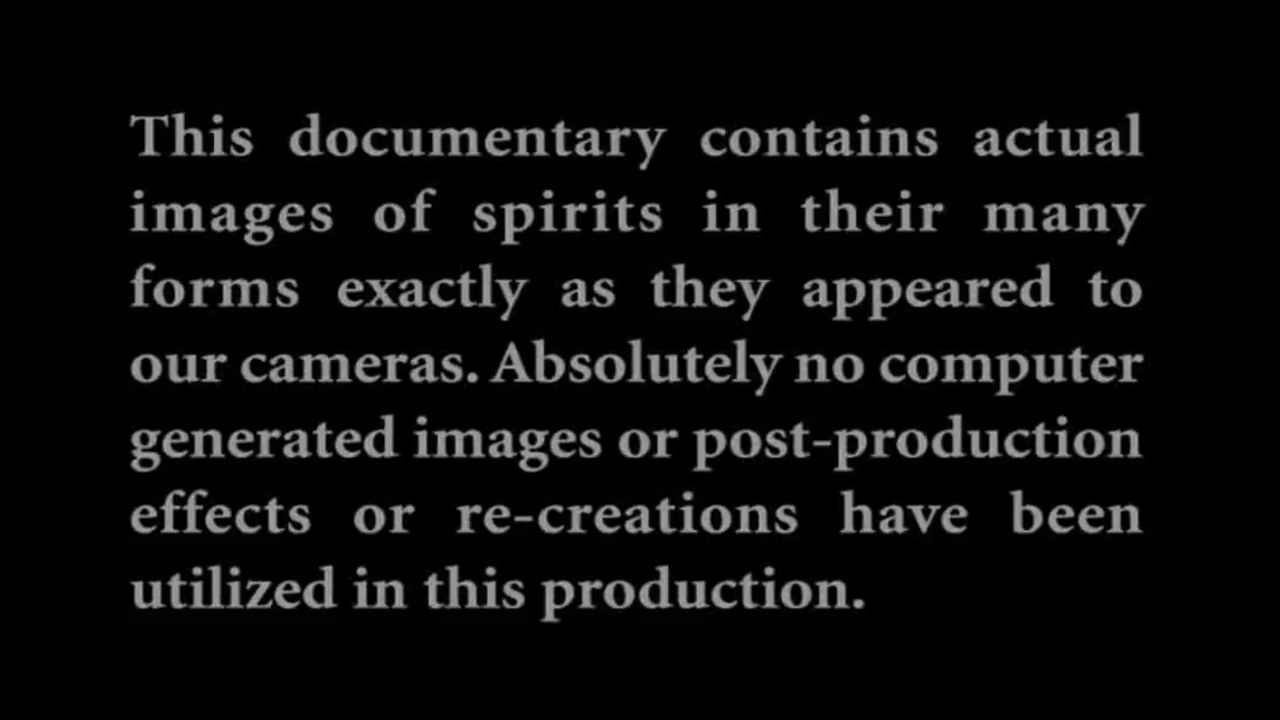 This documentary contains actual
images of spirits in their many
forms exactly as they appeared to
our cameras. Absolutely no computer
generated images or post-production
effects or re-creations have been
utilized in this production.